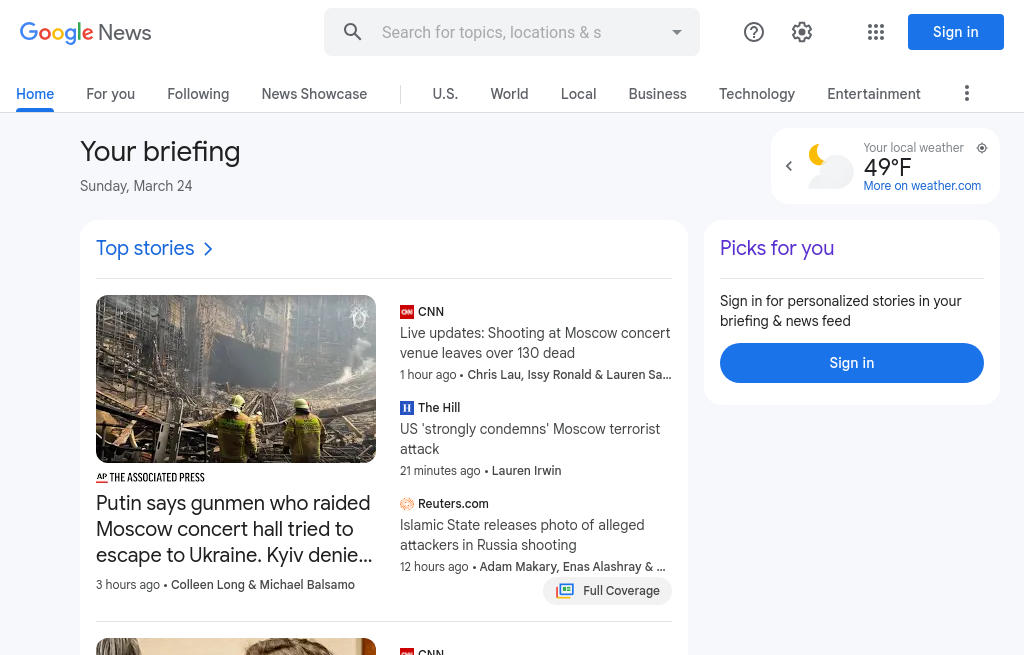 Google News
Search for topics, locations & s
Sign in
Home
For you
Following
News Showcase
U.S.
World
Local
Business
Technology
Entertainment
Your briefing
Sunday, March 24
Your local weather
49°F
More on weather.com
Top stories
Picks for you
Sign in for personalized stories in your
briefing & news feed
Sign in
AP THE ASSOCIATED PRESS
Putin says gunmen who raided
Moscow concert hall tried to
escape to Ukraine. Kyiv denie...
3 hours ago • Colleen Long & Michael Balsamo
CNN CNN
Live updates: Shooting at Moscow concert
venue leaves over 130 dead
1 hour ago • Chris Lau, Issy Ronald & Lauren Sa...
H The Hill
US 'strongly condemns' Moscow terrorist
attack
21 minutes ago • Lauren Irwin
Reuters.com
Islamic State releases photo of alleged
attackers in Russia shooting
12 hours ago • Adam Makary, Enas Alashray & ...
Full Coverage
CNN